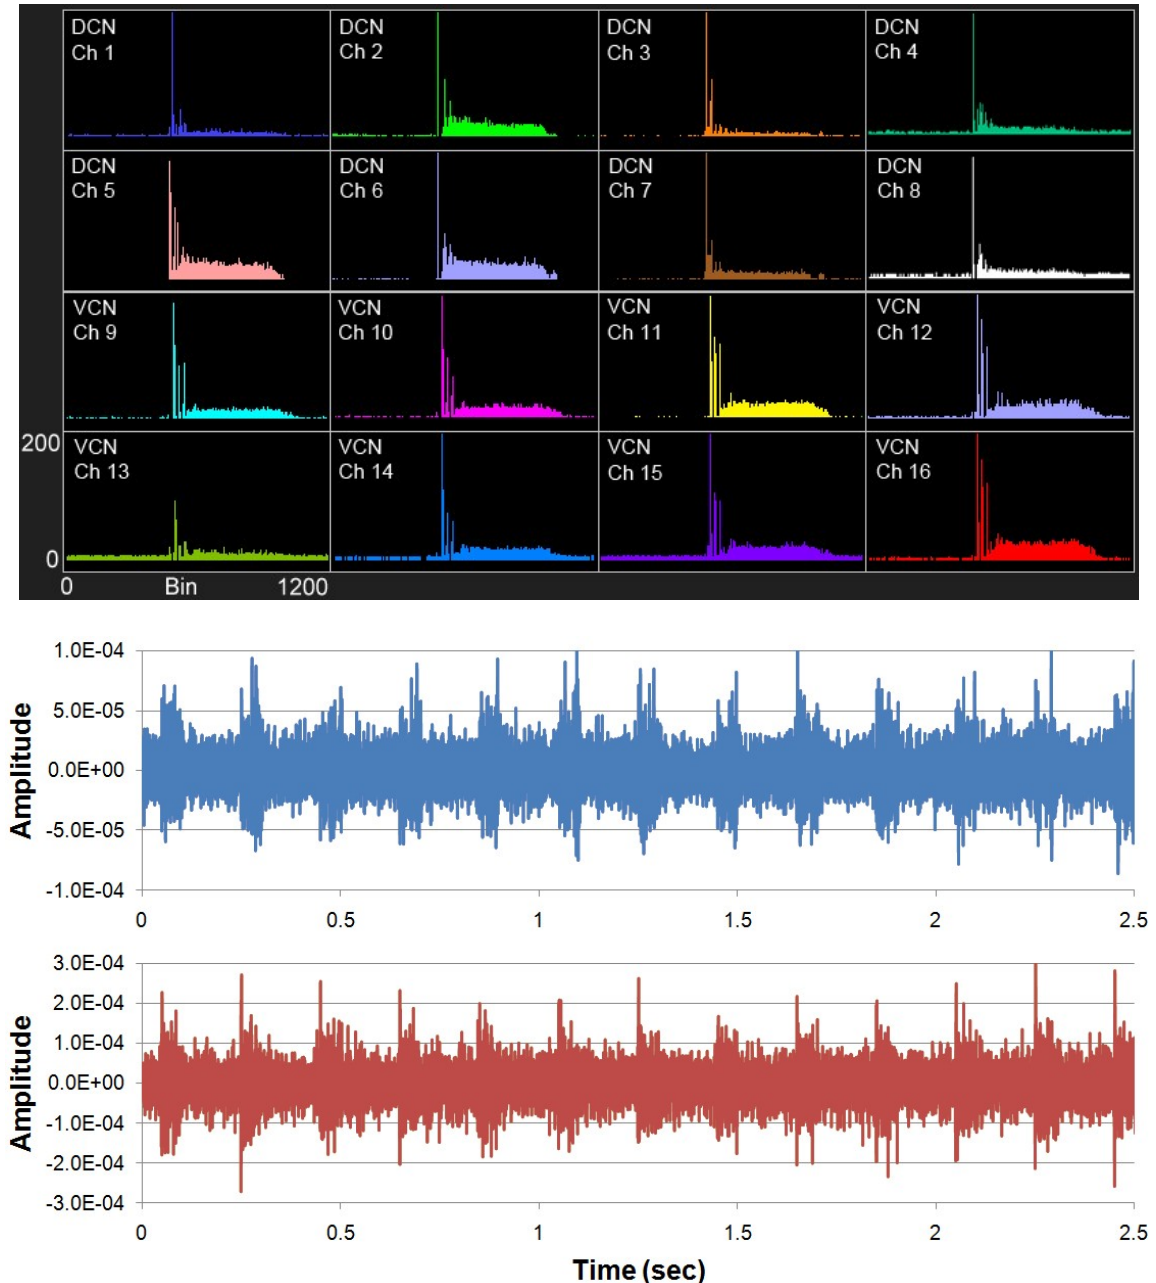 DCN DCN DCN DCN
Ch 1 Ch 2 Ch 3 Ch 4
DCN DCN DCN DCN
Ch 5 Ch 6 Ch 7 Ch 8
VCN VCN VCN VCN
Ch 9 Ch 10 Ch 11 Ch 12
200 VCN VCN VCN VCN
Ch 13 Ch 14 Ch 15 Ch 16
0
0 Bin 1200
1.0E-04
5.0E-05
0.0E+00
-5.0E-05
-1.0E-04
Amplitude
0 0.5 1 1.5 2 2.5
3.0E-04
2.0E-04
1.0E-04
0.0E+00
-1.0E-04
-2.0E-04
-3.0E-04
Amplitude
0 0.5 1 1.5 2 2.5
Time (sec)